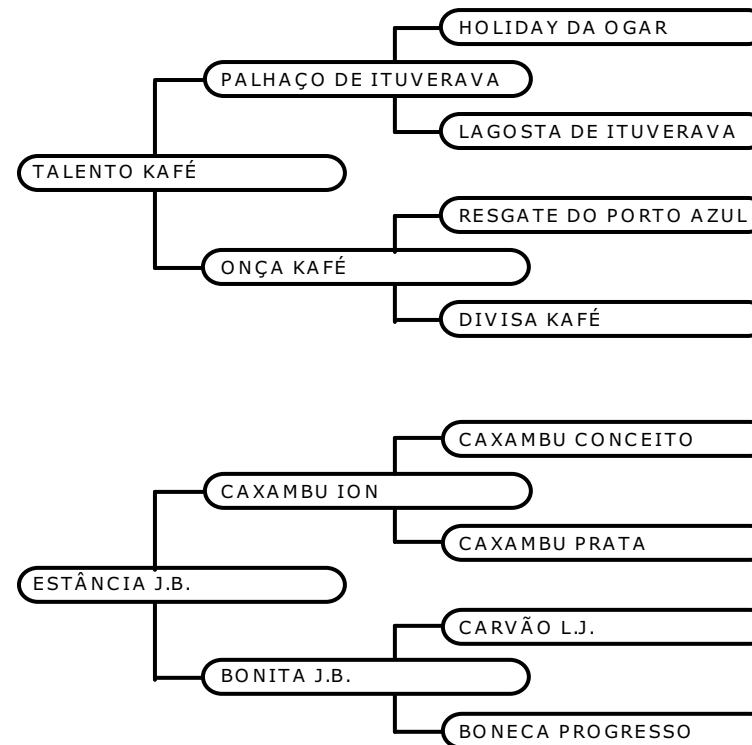 HOLIDAY DA OGAR
PALHAÇO DE ITUVERAVA
LAGOSTA DE ITUVERAVA
TALENTO KAFÉ
RESGATE DO PORTO AZUL
ONÇA KAFÉ
DIVISA KAFÉ
CAXAMBU CONCEITO
CAXAMBU ION
CAXAMBU PRATA
ESTÂNCIA J.B.
CARVÃO L.J.
BONITA J.B.
BONECA PROGRESSO